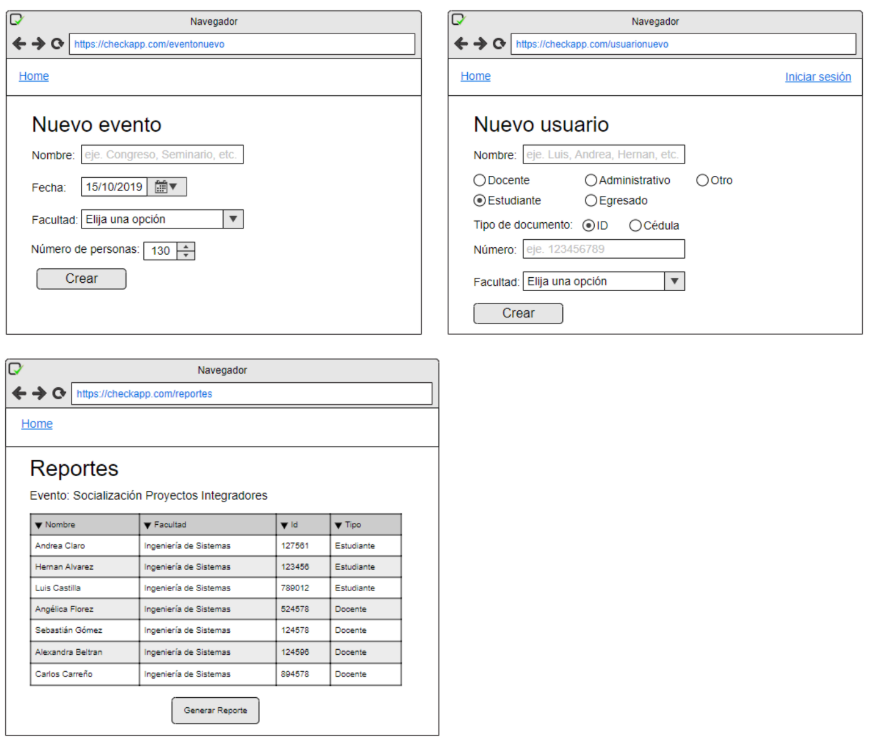 Navegador
https://checkapp.com/eventonuevo
Home
Nuevo evento
Nombre: eje. Congreso, Seminario, etc.
Fecha: 15/10/2019
Facultad: Elija una opción
Número de personas: 130
Crear
Navegador
https://checkapp.com/usuarionuevo
Home Iniciar sesión
Nuevo usuario
Nombre: eje. Luis, Andrea, Hernan, etc.
Docente Administrativo Otro
Estudiante Egresado
Tipo de documento: ID Cédula
Número: eje. 123456789
Facultad: Elija una opción
Crear
Navegador
https://checkapp.com/reportes
Home
Reportes
Evento: Socialización Proyectos Integradores
Nombre Facultad Id Tipo
Andrea Claro Ingeniería de Sistemas 127561 Estudiante
Hernan Alvarez Ingeniería de Sistemas 123456 Estudiante
Luis Castilla Ingeniería de Sistemas 789012 Estudiante
Angélica Florez Ingeniería de Sistemas 524578 Docente
Sebastián Gómez Ingeniería de Sistemas 124578 Docente
Alexandra Beltran Ingeniería de Sistemas 124596 Docente
Carlos Carreño Ingeniería de Sistemas 894578 Docente
Generar Reporte